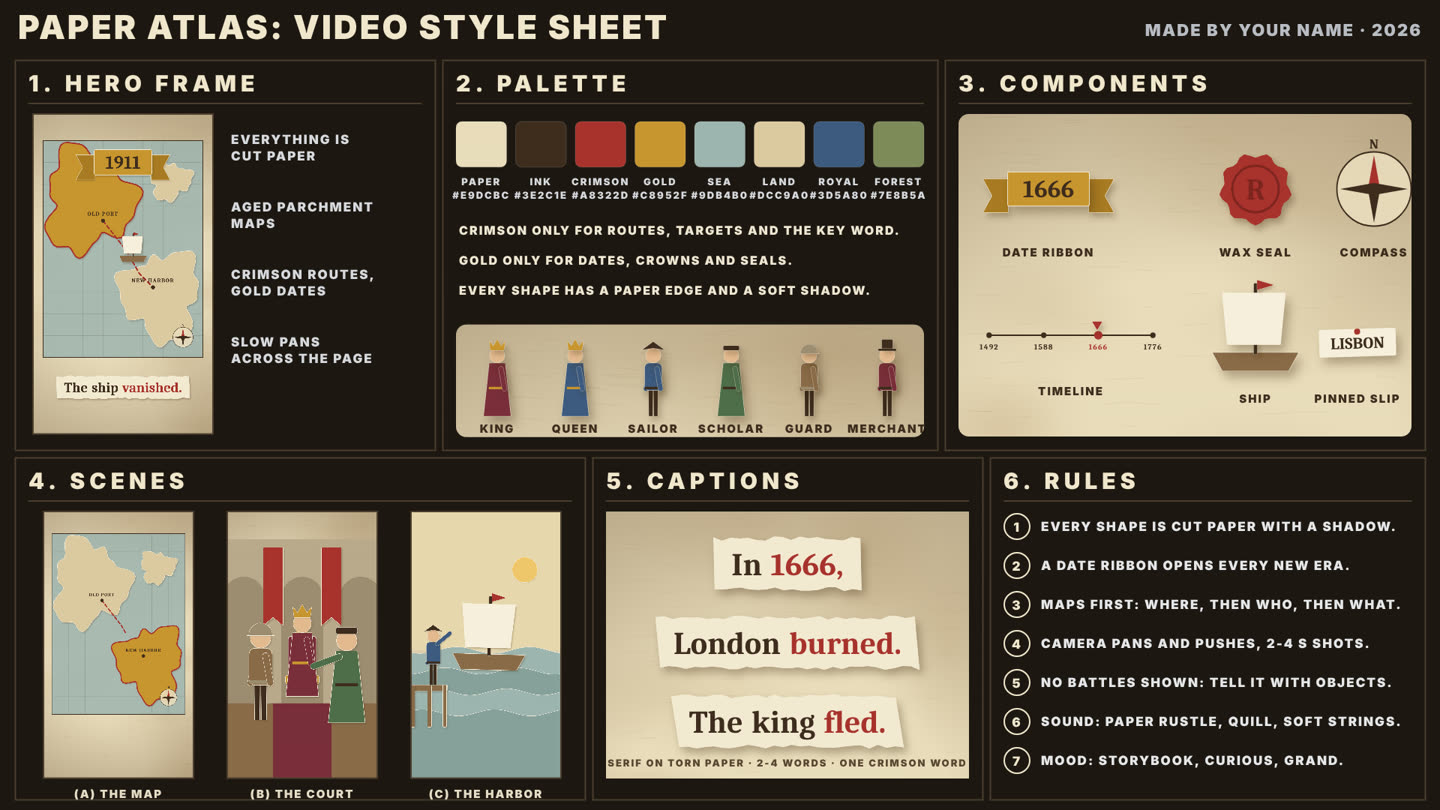 PAPER ATLAS: VIDEO STYLE SHEET
MADE BY YOUR NAME · 2026
1. HERO FRAME
1911
OLD PORT
NEW HARBOR
The ship vanished.
EVERYTHING IS
CUT PAPER
AGED PARCHMENT
MAPS
CRIMSON ROUTES,
GOLD DATES
SLOW PANS
ACROSS THE PAGE
2. PALETTE
PAPER INK CRIMSON GOLD SEA LAND ROYAL FOREST
#E9DCBC #3E2C1E #A8322D #C8952F #9DB4B0 #DCC9A0 #3D5A80 #7E8B5A
CRIMSON ONLY FOR ROUTES, TARGETS AND THE KEY WORD.
GOLD ONLY FOR DATES, CROWNS AND SEALS.
EVERY SHAPE HAS A PAPER EDGE AND A SOFT SHADOW.
KING QUEEN SAILOR SCHOLAR GUARD MERCHANT
3. COMPONENTS
1666
R
N
DATE RIBBON WAX SEAL COMPASS
1492 1588 1666 1776
LISBON
TIMELINE SHIP PINNED SLIP
4. SCENES
OLD PORT
NEW HARBOR
(A) THE MAP (B) THE COURT (C) THE HARBOR
5. CAPTIONS
In 1666,
London burned.
The king fled.
SERIF ON TORN PAPER · 2-4 WORDS · ONE CRIMSON WORD
6. RULES
1 EVERY SHAPE IS CUT PAPER WITH A SHADOW.
2 A DATE RIBBON OPENS EVERY NEW ERA.
3 MAPS FIRST: WHERE, THEN WHO, THEN WHAT.
4 CAMERA PANS AND PUSHES, 2-4 S SHOTS.
5 NO BATTLES SHOWN: TELL IT WITH OBJECTS.
6 SOUND: PAPER RUSTLE, QUILL, SOFT STRINGS.
7 MOOD: STORYBOOK, CURIOUS, GRAND.